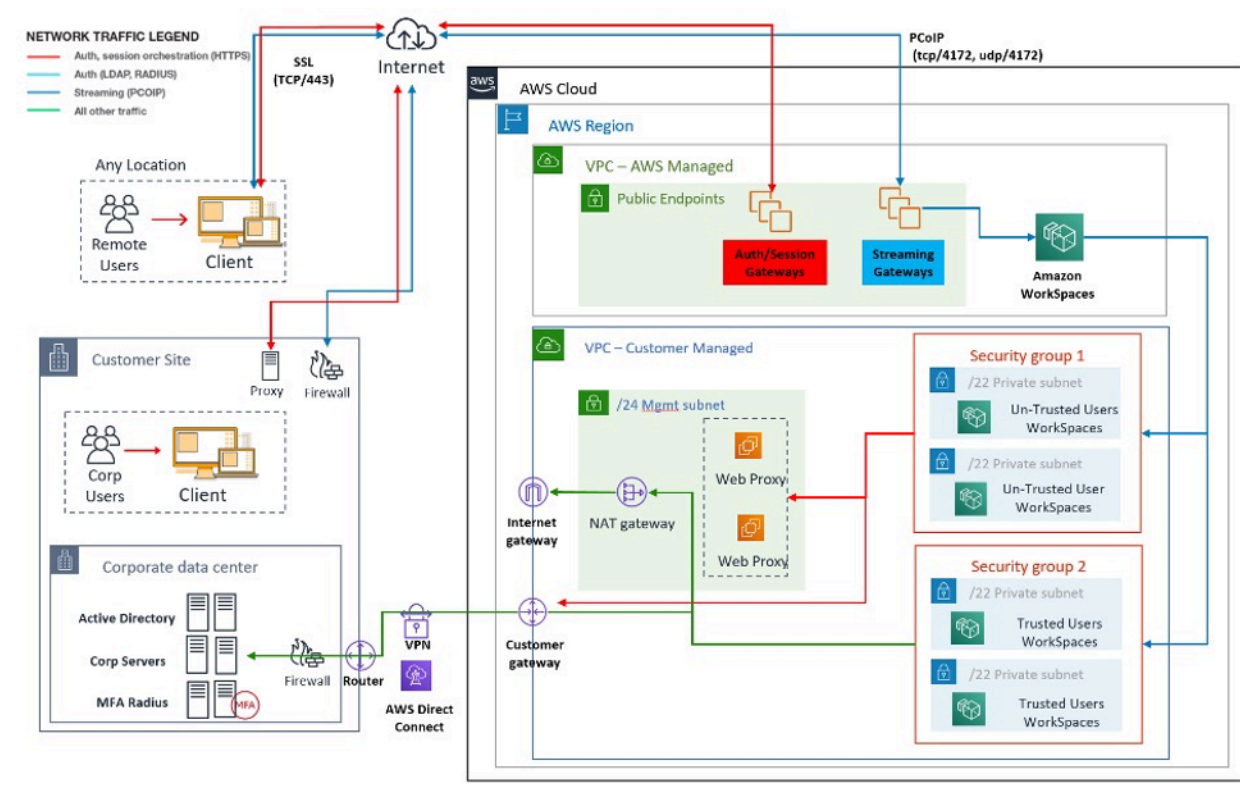 NETWORK TRAFFIC LEGEND
Auth, session orchestration (HTTPS)
Auth (LDAP, RADIUS)
Streaming (PCOIP)
All other traffic
SSL
(TCP/443)
Internet
PCoIP
(tcp/4172, udp/4172)
aws
AWS Cloud
AWS Region
VPC – AWS Managed
Public Endpoints
Auth/Session
Gateways
Streaming
Gateways
Amazon
WorkSpaces
Any Location
Remote
Users
Client
Customer Site
Proxy
Firewall
Corp
Users
Client
Corporate data center
Active Directory
Corp Servers
MFA Radius
MFA
Firewall
Router
VPN
AWS Direct
Connect
VPC – Customer Managed
/24 Mgmt subnet
Web Proxy
Web Proxy
NAT gateway
Internet
gateway
Customer
gateway
Security group 1
/22 Private subnet
Un-Trusted Users
WorkSpaces
/22 Private subnet
Un-Trusted User
WorkSpaces
Security group 2
/22 Private subnet
Trusted Users
WorkSpaces
/22 Private subnet
Trusted Users
WorkSpaces